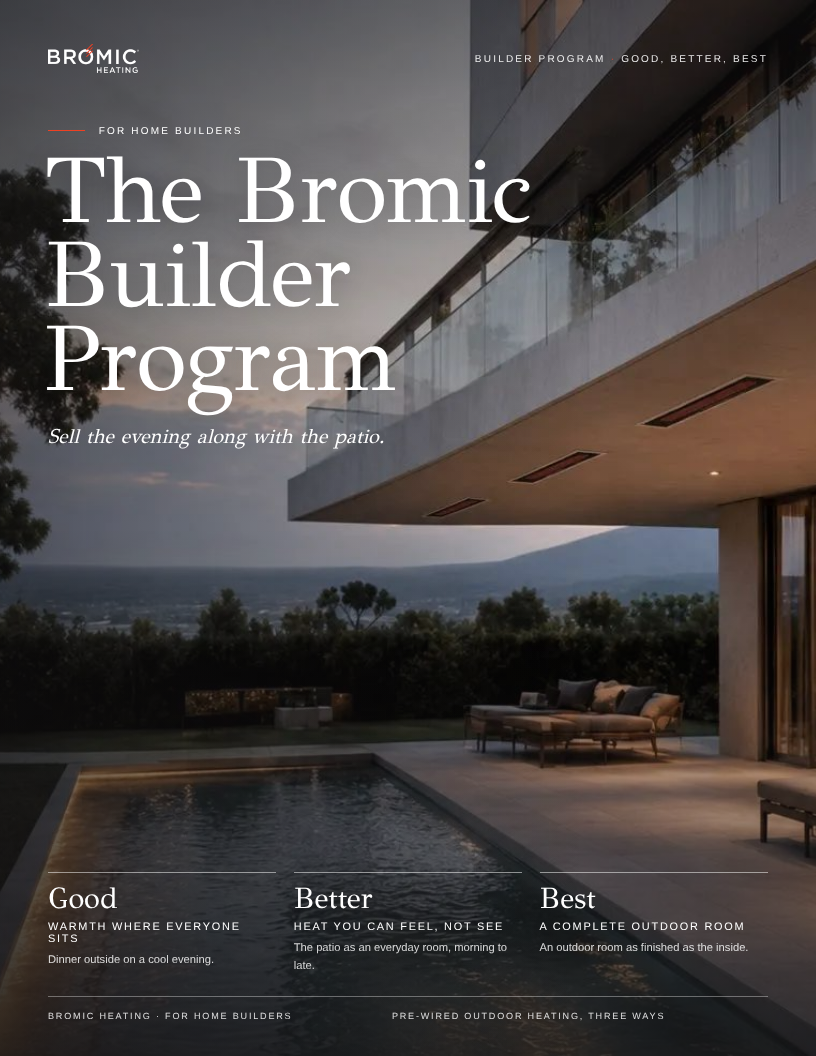 BROMIC
HEATING
BUILDER PROGRAM GOOD, BETTER, BEST
FOR HOME BUILDERS
The Bromic
Builder
Program
Sell the evening along with the patio.
Good
WARMTH WHERE EVERYONE
SITS
Dinner outside on a cool evening.
Better
HEAT YOU CAN FEEL, NOT SEE
The patio as an everyday room, morning to
late.
Best
A COMPLETE OUTDOOR ROOM
An outdoor room as finished as the inside.
BROMIC HEATING · FOR HOME BUILDERS
PRE-WIRED OUTDOOR HEATING, THREE WAYS